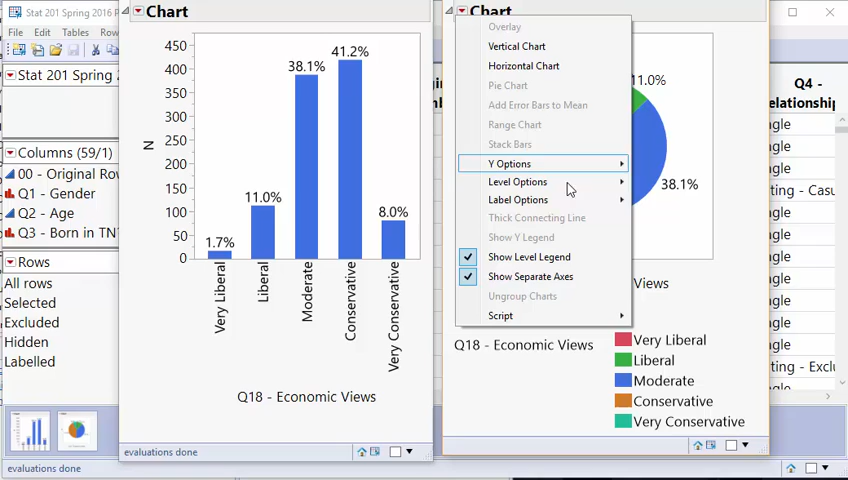 Stat 201 Spring 2016 P
File Edit Tables Row
Stat 201 Spring 2
Columns (59/1)
00 - Original Row
Q1 - Gender
Q2 - Age
Q3 - Born in TN?
Rows
All rows
Selected
Excluded
Hidden
Labelled
evaluations done
Chart
450
400
350
300
250
200
150
100
50
0
N
1.7%
11.0%
38.1%
41.2%
8.0%
Very Liberal
Liberal
Moderate
Conservative
Very Conservative
Q18 - Economic Views
evaluations done
Chart
Overlay
Vertical Chart
Horizontal Chart
Pie Chart
Add Error Bars to Mean
Range Chart
Stack Bars
Y Options
Level Options
Label Options
Thick Connecting Line
Show Y Legend
Show Level Legend
Show Separate Axes
Ungroup Charts
Script
11.0%
38.1%
Views
Q18 - Economic Views
Very Liberal
Liberal
Moderate
Conservative
Very Conservative
Q4 -
elationship
ngle
ngle
ngle
ting - Casu
ngle
ngle
ngle
ngle
ngle
ngle
ngle
ting - Exclu